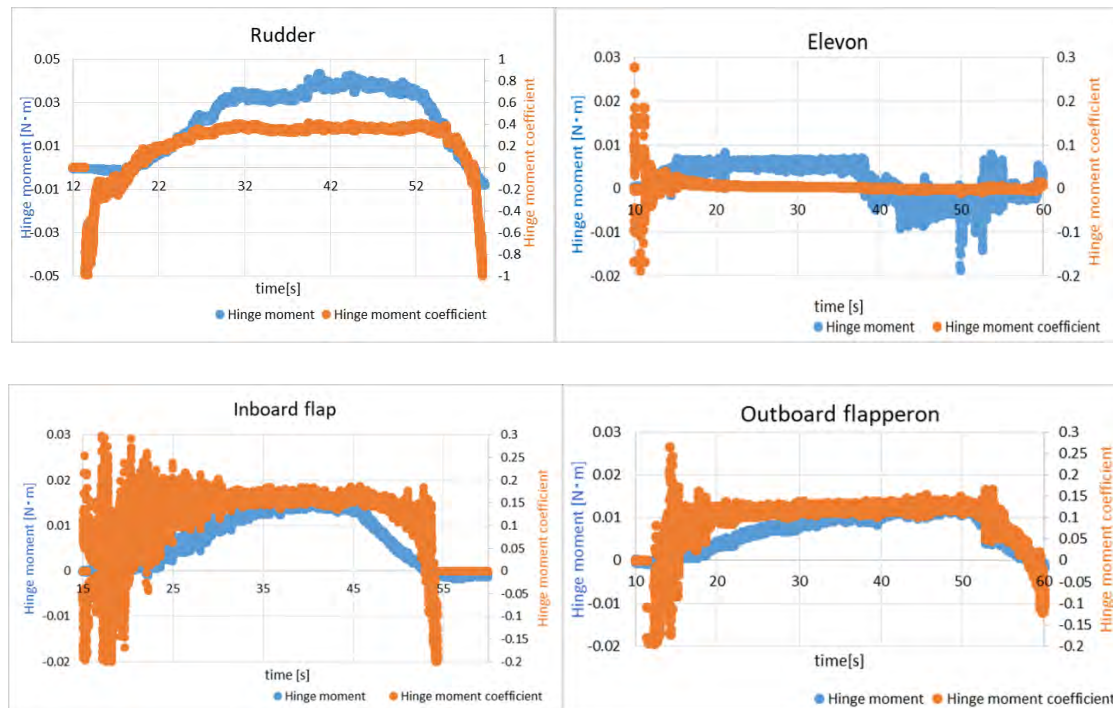 Rudder
0.05
0.03
0.01
-0.01
-0.03
-0.05
Hinge moment [N・m]
1
0.8
0.6
0.4
0.2
0
-0.2
-0.4
-0.6
-0.8
-1
Hinge moment coefficient
12 22 32 42 52
time[s]
Hinge moment Hinge moment coefficient
Elevon
0.03
0.02
0.01
0
-0.01
-0.02
Hinge moment [N・m]
0.3
0.2
0.1
0
-0.1
-0.2
Hinge moment coefficient
10 20 30 40 50 60
time [s]
Hinge moment Hinge moment coefficient
Inboard flap
0.03
0.02
0.01
0
-0.01
-0.02
Hinge moment [N・m]
0.3
0.25
0.2
0.15
0.1
0.05
0
-0.05
-0.1
-0.15
-0.2
Hinge moment coefficient
15 25 35 45 55
time [s]
Hinge moment Hinge moment coefficient
Outboard flapperon
0.03
0.02
0.01
0
-0.01
-0.02
Hinge moment [N・m]
0.3
0.25
0.2
0.15
0.1
0.05
0
-0.05
-0.1
-0.15
-0.2
Hinge moment coefficient
10 20 30 40 50 60
time[s]
Hinge moment Hinge moment coefficient